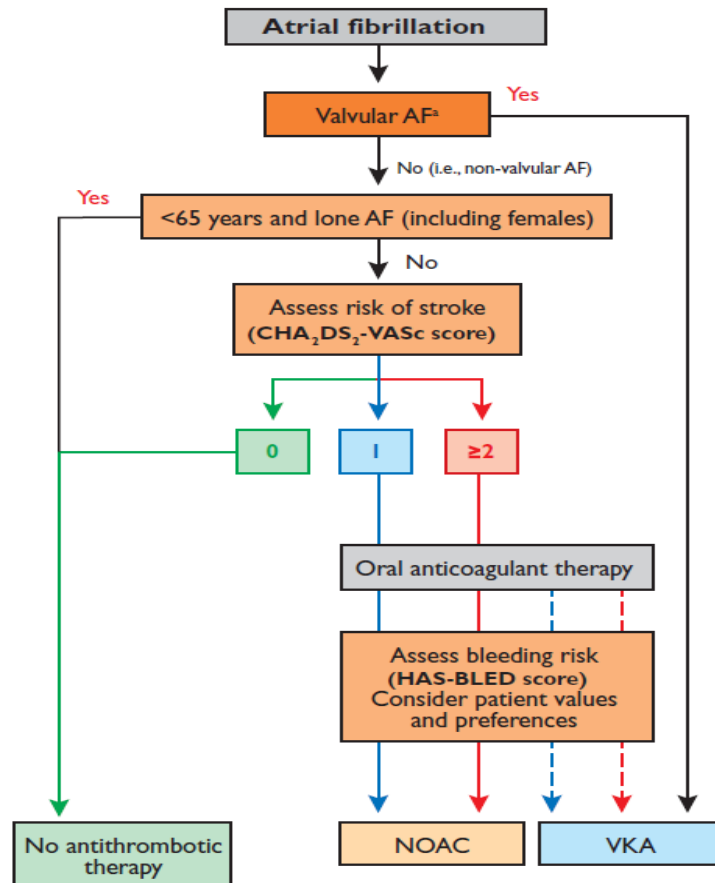 Atrial fibrillation
Yes
Valvular AFᵃ
No (i.e., non-valvular AF)
Yes
<65 years and lone AF (including females)
No
Assess risk of stroke
(CHA₂DS₂-VASc score)
0
1
≥2
Oral anticoagulant therapy
Assess bleeding risk
(HAS-BLED score)
Consider patient values
and preferences
No antithrombotic
therapy
NOAC
VKA